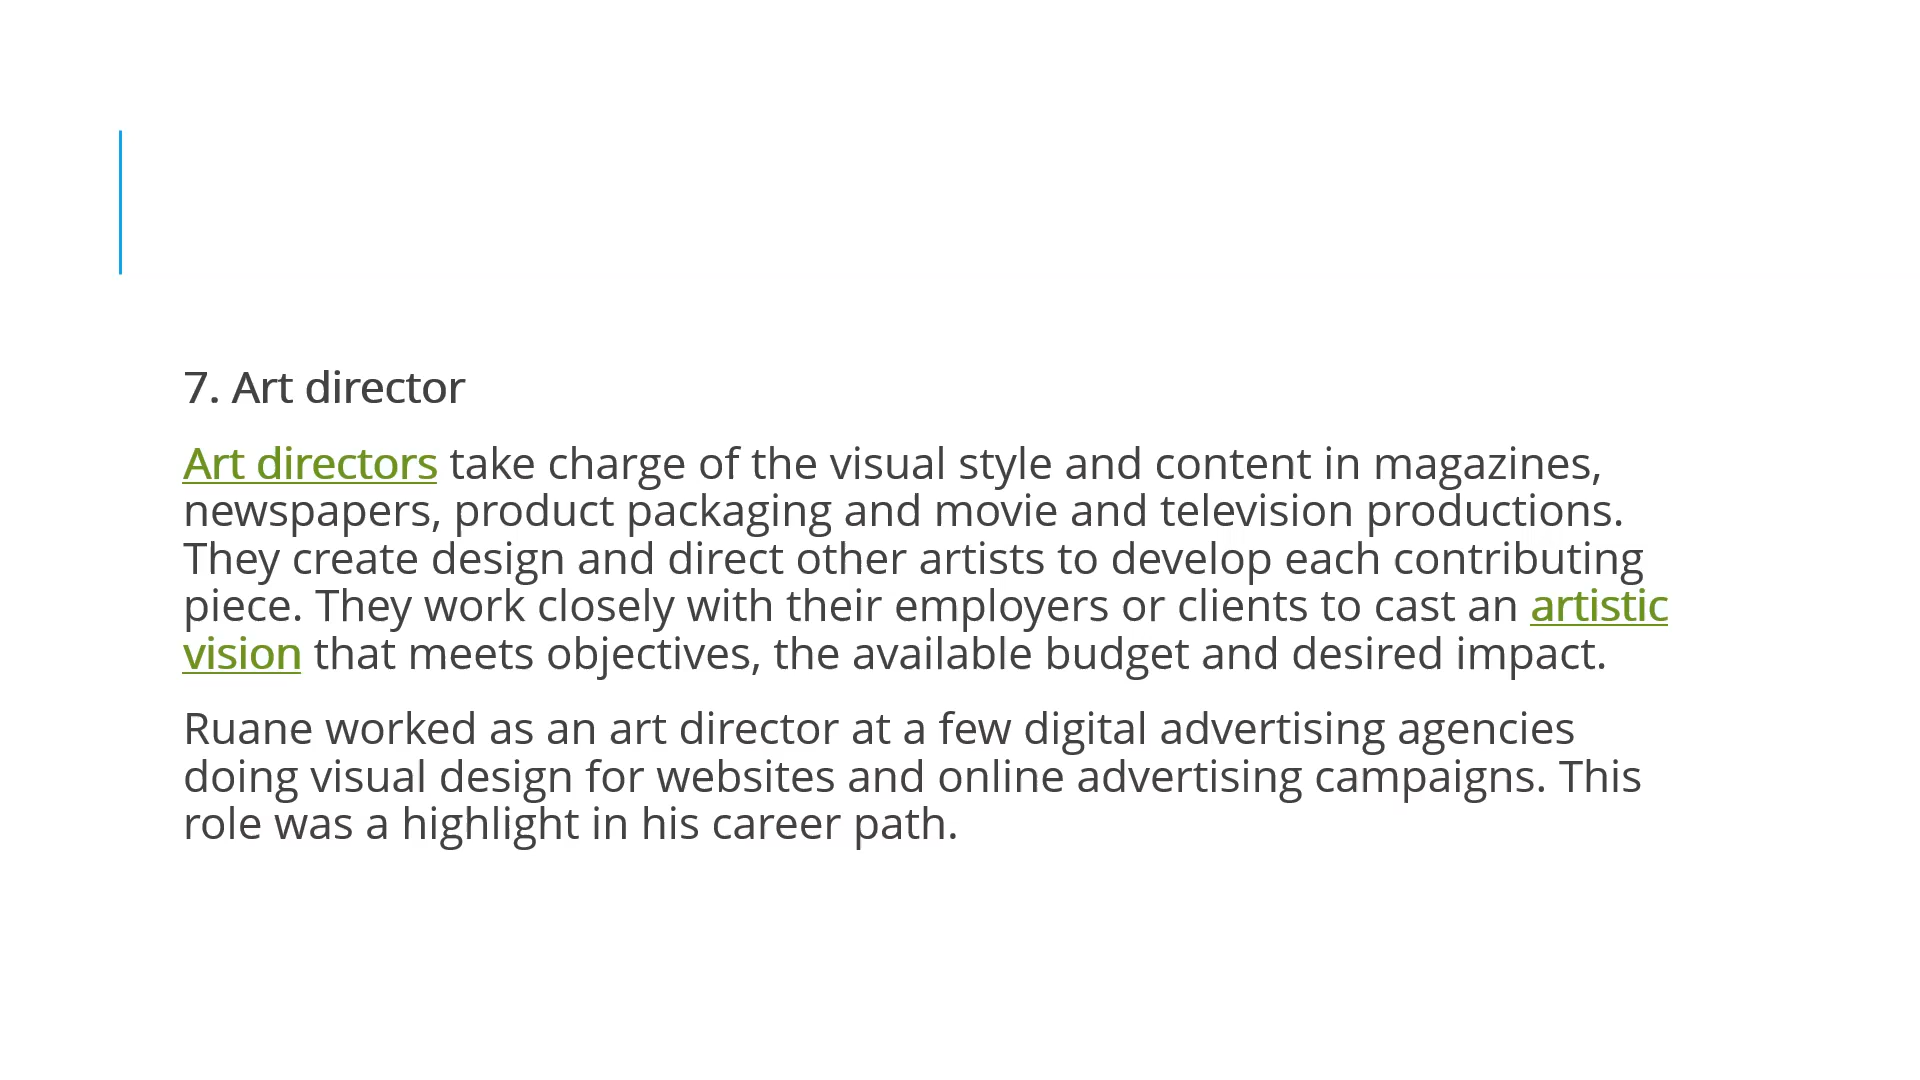 7. Art director
Art directors take charge of the visual style and content in magazines,
newspapers, product packaging and movie and television productions.
They create design and direct other artists to develop each contributing
piece. They work closely with their employers or clients to cast an artistic
vision that meets objectives, the available budget and desired impact.
Ruane worked as an art director at a few digital advertising agencies
doing visual design for websites and online advertising campaigns. This
role was a highlight in his career path.